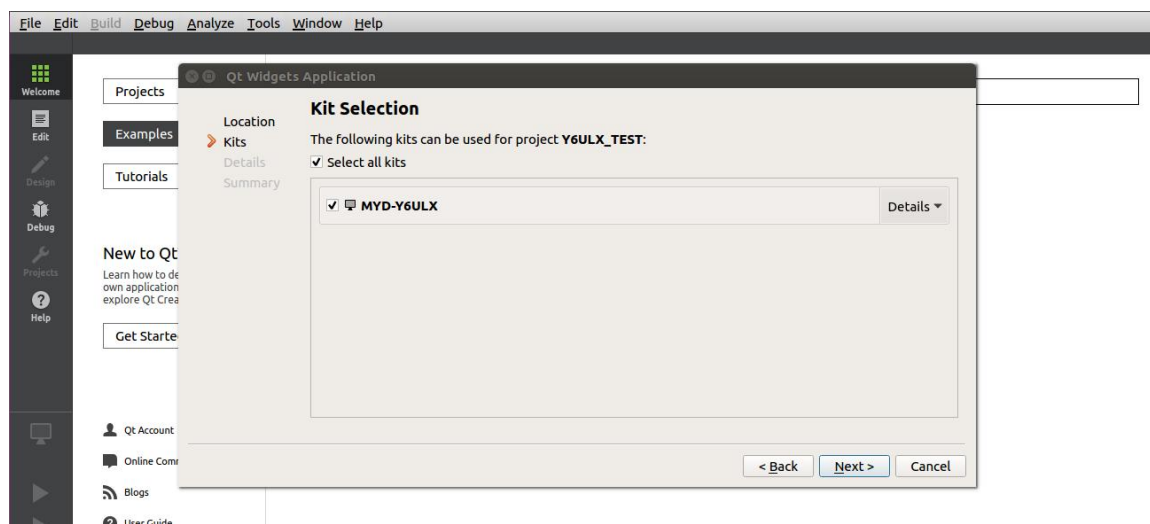 File Edit Build Debug Analyze Tools Window Help
Welcome
Edit
Design
Debug
Projects
Help
Projects
Examples
Tutorials
New to Qt
Learn how to de
own application
explore Qt Crea
Get Starte
Qt Account
Online Comm
Blogs
User Guide
Qt Widgets Application
Location
Kits
Details
Summary
Kit Selection
The following kits can be used for project Y6ULX_TEST:
Select all kits
MYD-Y6ULX
Details
< Back
Next >
Cancel